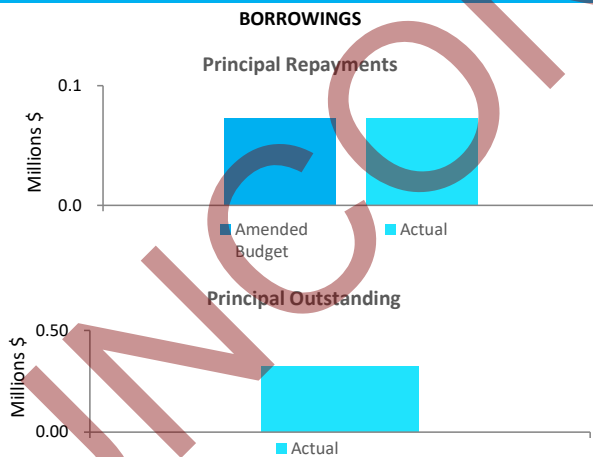 BORROWINGS
Principal Repayments
0.1
Millions $
0.0
Amended
Budget
Actual
Principal Outstanding
0.50
Millions $
0.00
Actual